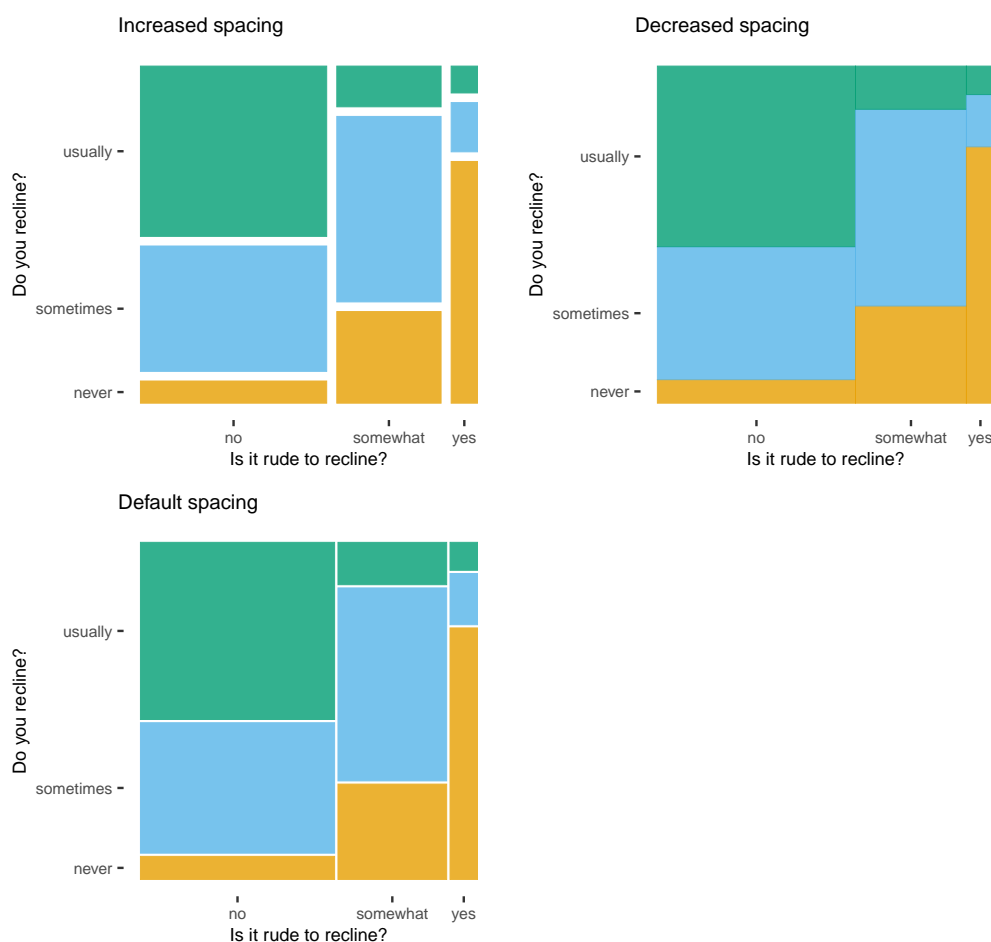 Increased spacing
Do you recline?
usually
sometimes
never
no somewhat yes
Is it rude to recline?
Decreased spacing
Do you recline?
usually
sometimes
never
no somewhat yes
Is it rude to recline?
Default spacing
Do you recline?
usually
sometimes
never
no somewhat yes
Is it rude to recline?